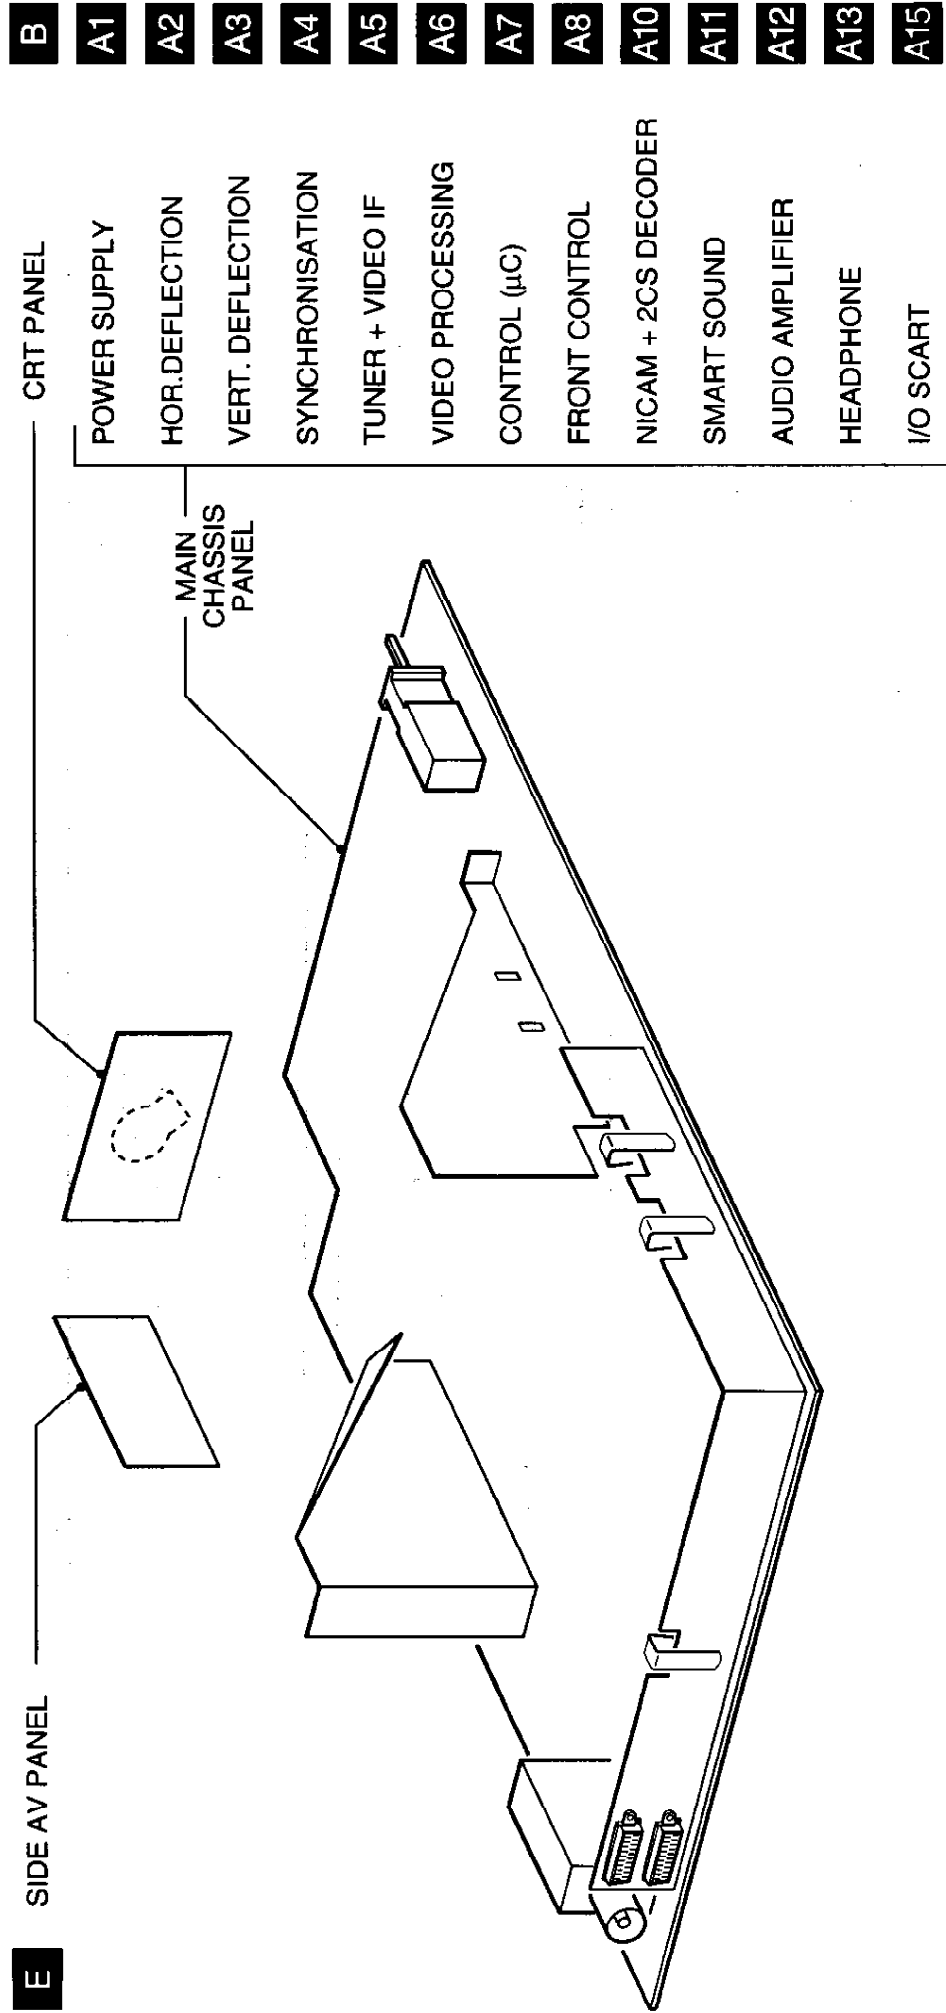 E SIDE AV PANEL
CRT PANEL B
MAIN
CHASSIS
PANEL
POWER SUPPLY A1
HOR.DEFLECTION A2
VERT. DEFLECTION A3
SYNCHRONISATION A4
TUNER + VIDEO IF A5
VIDEO PROCESSING A6
CONTROL (µC) A7
FRONT CONTROL A8
NICAM + 2CS DECODER A10
SMART SOUND A11
AUDIO AMPLIFIER A12
HEADPHONE A13
I/O SCART A15